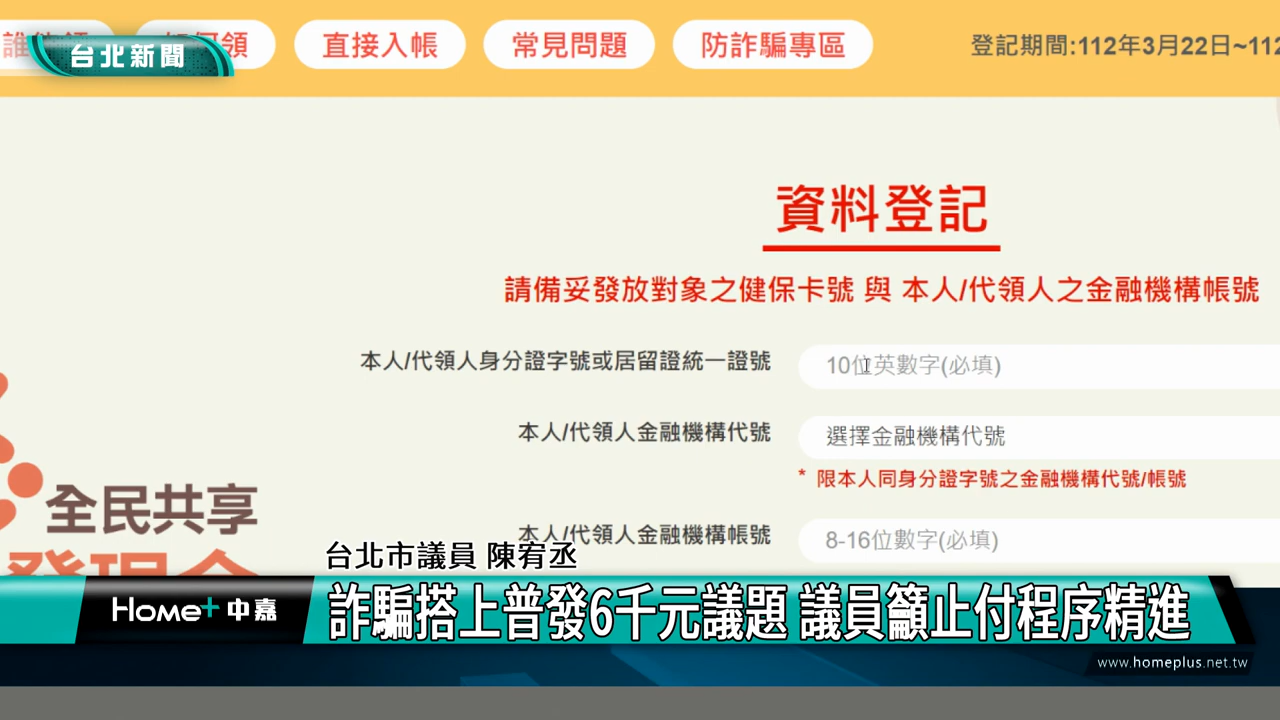 台北新聞
領
直接入帳
常見問題
防詐騙專區
登記期間:112年3月22日~112
資料登記
請備妥發放對象之健保卡號 與 本人/代領人之金融機構帳號
本人/代領人身分證字號或居留證統一證號
10位英數字(必填)
本人/代領人金融機構代號
選擇金融機構代號
* 限本人同身分證字號之金融機構代號/帳號
全民共享
本人/代領人金融機構帳號
8-16位數字(必填)
台北市議員 陳宥丞
Home+ 中嘉
詐騙搭上普發6千元議題 議員籲止付程序精進
www.homeplus.net.tw